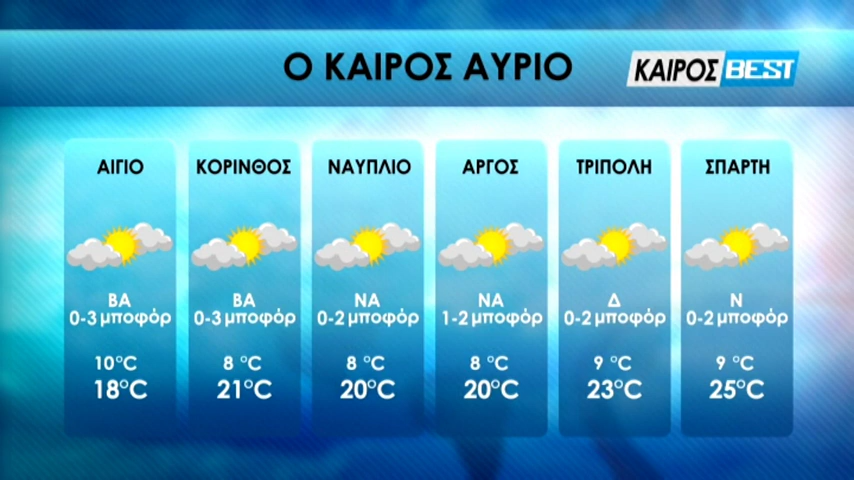 Ο ΚΑΙΡΟΣ ΑΥΡΙΟ
ΚΑΙΡΟΣ BEST
ΑΙΓΙΟ
ΒΑ
0-3 μποφόρ
10°C
18°C
ΚΟΡΙΝΘΟΣ
ΒΑ
0-3 μποφόρ
8 °C
21°C
ΝΑΥΠΛΙΟ
ΝΑ
0-2 μποφόρ
8 °C
20°C
ΑΡΓΟΣ
ΝΑ
1-2 μποφόρ
8 °C
20°C
ΤΡΙΠΟΛΗ
Δ
0-2 μποφόρ
9 °C
23°C
ΣΠΑΡΤΗ
Ν
0-2 μποφόρ
9 °C
25°C